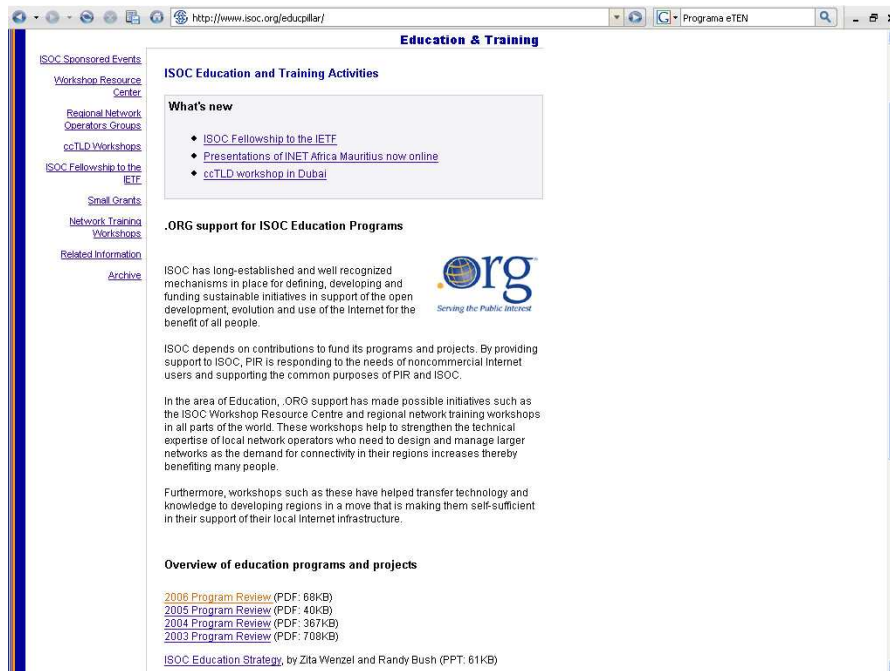 http://www.isoc.org/educpillar/
Programa eTEN
Education & Training
ISOC Sponsored Events
Workshop Resource
Center
Regional Network
Operators Groups
ccTLD Workshops
ISOC Fellowship to the
IETF
Small Grants
Network Training
Workshops
Related Information
Archive
ISOC Education and Training Activities
What's new
ISOC Fellowship to the IETF
Presentations of INET Africa Mauritius now online
ccTLD workshop in Dubai
.ORG support for ISOC Education Programs
ISOC has long-established and well recognized
mechanisms in place for defining, developing and
funding sustainable initiatives in support of the open
development, evolution and use of the Internet for the
benefit of all people.
.org
Serving the Public Interest
ISOC depends on contributions to fund its programs and projects. By providing
support to ISOC, PIR is responding to the needs of noncommercial Internet
users and supporting the common purposes of PIR and ISOC.
In the area of Education, .ORG support has made possible initiatives such as
the ISOC Workshop Resource Centre and regional network training workshops
in all parts of the world. These workshops help to strengthen the technical
expertise of local network operators who need to design and manage larger
networks as the demand for connectivity in their regions increases thereby
benefiting many people.
Furthermore, workshops such as these have helped transfer technology and
knowledge to developing regions in a move that is making them self-sufficient
in their support of their local Internet infrastructure.
Overview of education programs and projects
2006 Program Review (PDF: 68KB)
2005 Program Review (PDF: 40KB)
2004 Program Review (PDF: 367KB)
2003 Program Review (PDF: 708KB)
ISOC Education Strategy, by Zita Wenzel and Randy Bush (PPT: 61KB)